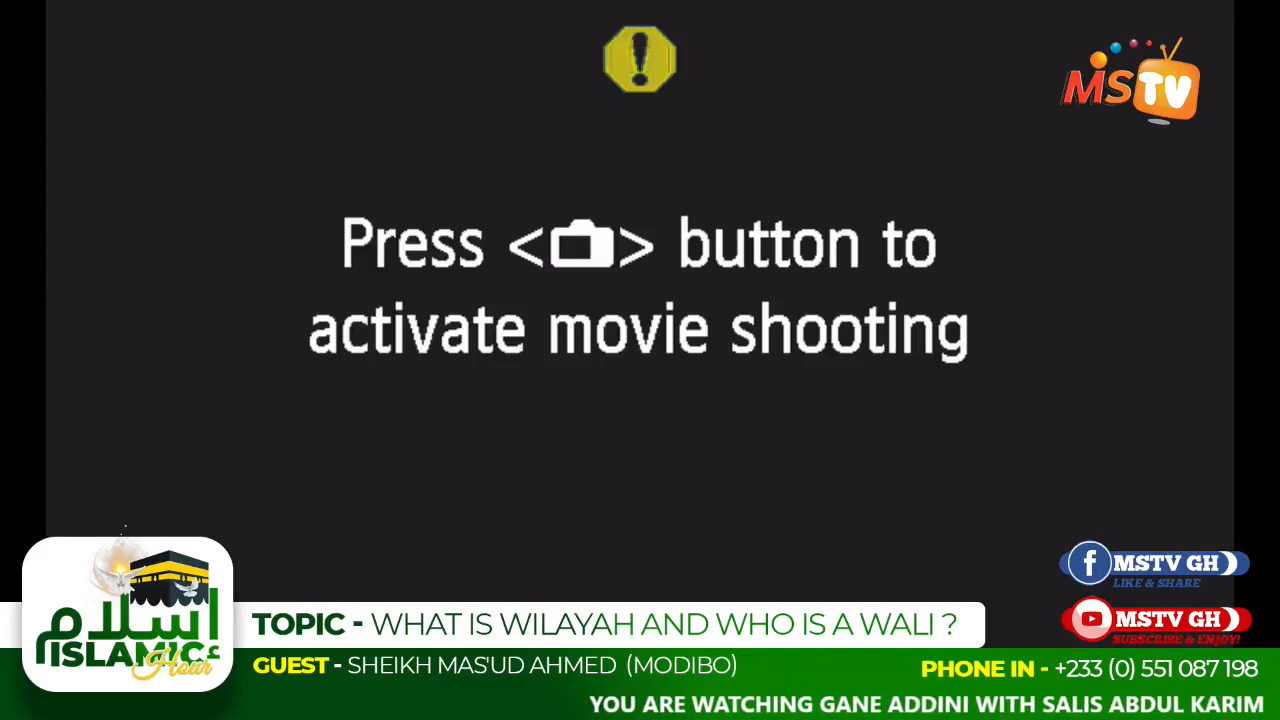 MSTV
Press < > button to
activate movie shooting
MSTV GH
LIKE & SHARE
MSTV GH
SUBSCRIBE & ENJOY!
اسلام
ISLAMIC
Hour
TOPIC - WHAT IS WILAYAH AND WHO IS A WALI ?
GUEST - SHEIKH MAS'UD AHMED (MODIBO)
PHONE IN - +233 (0) 551 087 198
YOU ARE WATCHING GANE ADDINI WITH SALIS ABDUL KARIM